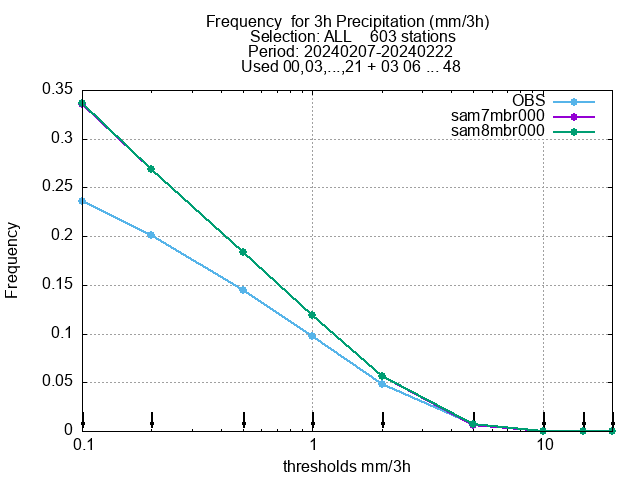 Frequency  for 3h Precipitation (mm/3h)
Selection: ALL    603 stations
Period: 20240207-20240222
Used 00,03,...,21 + 03 06 ... 48
OBS
sam7mbr000
sam8mbr000
0.35
0.3
0.25
0.2
0.15
0.1
0.05
0
Frequency
0.1
1
10
thresholds mm/3h